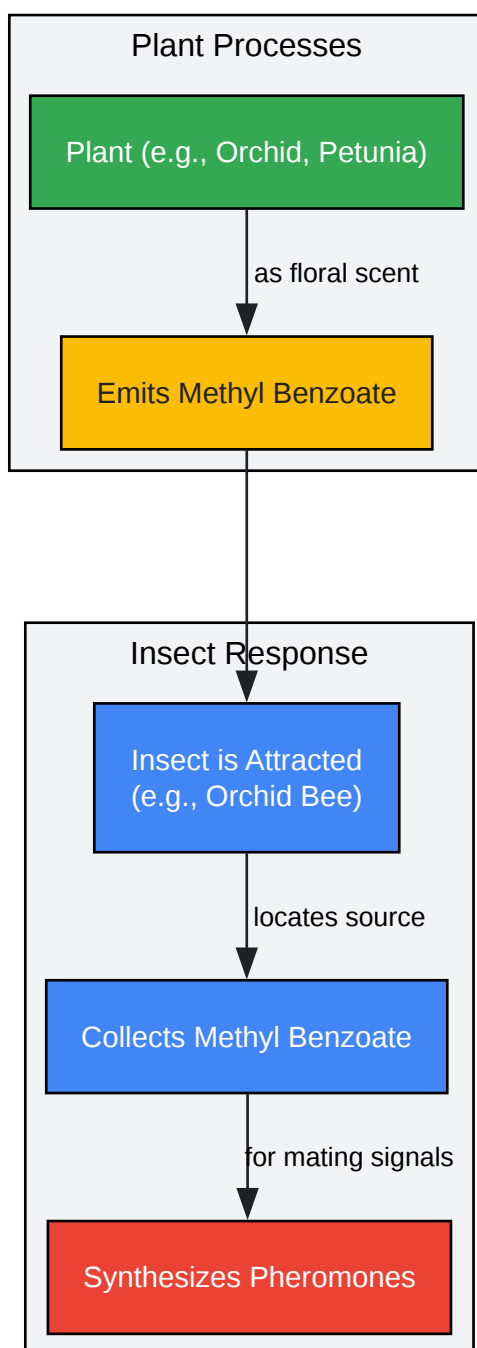 Plant Processes
Plant (e.g., Orchid, Petunia)
as floral scent
Emits Methyl Benzoate
Insect Response
Insect is Attracted
(e.g., Orchid Bee)
locates source
Collects Methyl Benzoate
for mating signals
Synthesizes Pheromones